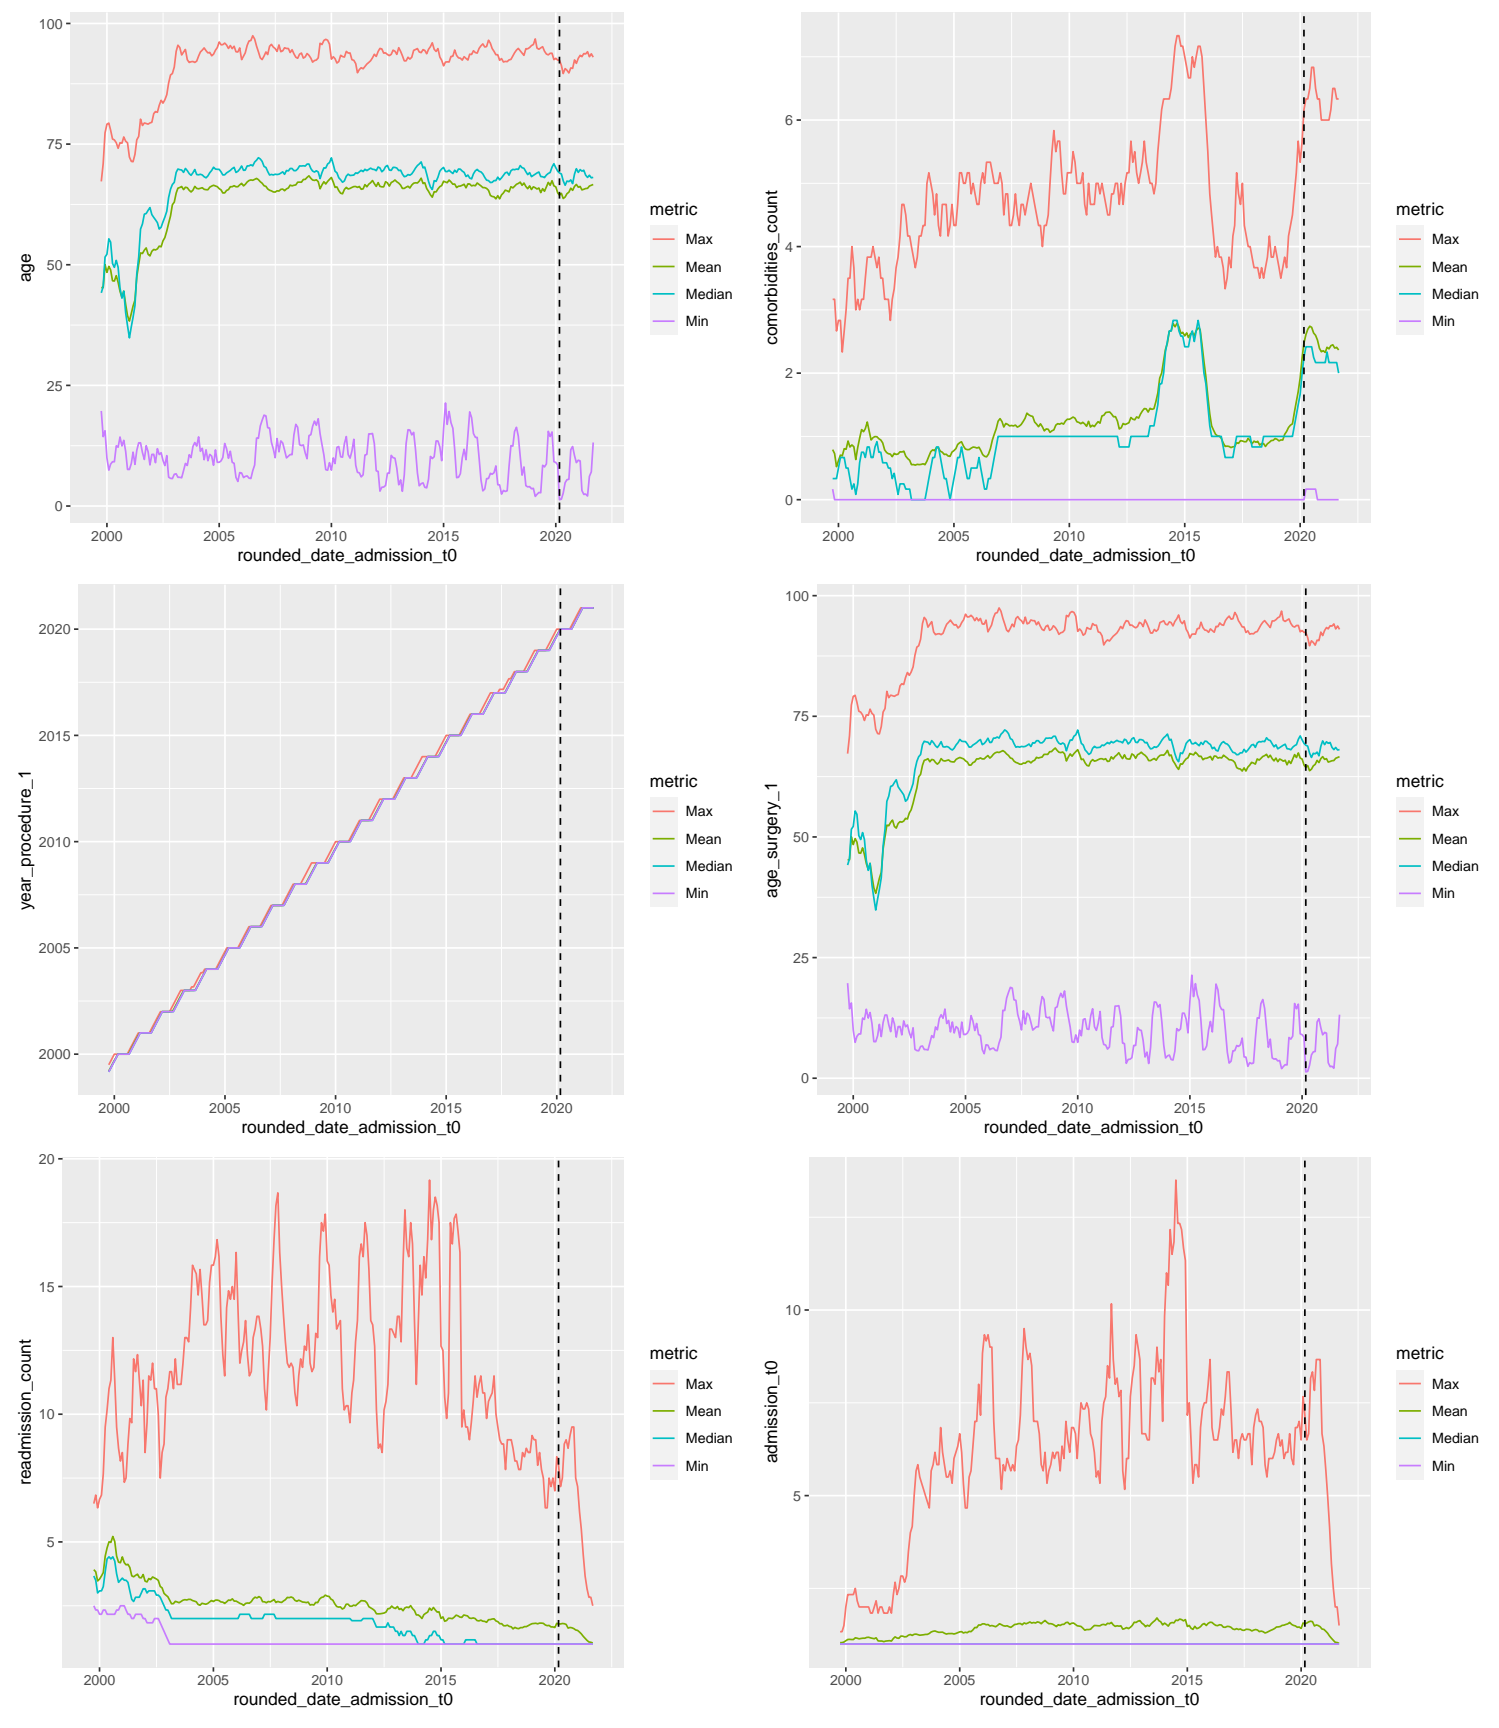 age
100
75
50
25
0
2000 2005 2010 2015 2020
rounded_date_admission_t0
metric
Max
Mean
Median
Min
comorbidities_count
6
4
2
0
2000 2005 2010 2015 2020
rounded_date_admission_t0
metric
Max
Mean
Median
Min
year_procedure_1
2020
2015
2010
2005
2000
2000 2005 2010 2015 2020
rounded_date_admission_t0
metric
Max
Mean
Median
Min
age_surgery_1
100
75
50
25
0
2000 2005 2010 2015 2020
rounded_date_admission_t0
metric
Max
Mean
Median
Min
readmission_count
20
15
10
5
2000 2005 2010 2015 2020
rounded_date_admission_t0
metric
Max
Mean
Median
Min
admission_t0
10
5
2000 2005 2010 2015 2020
rounded_date_admission_t0
metric
Max
Mean
Median
Min